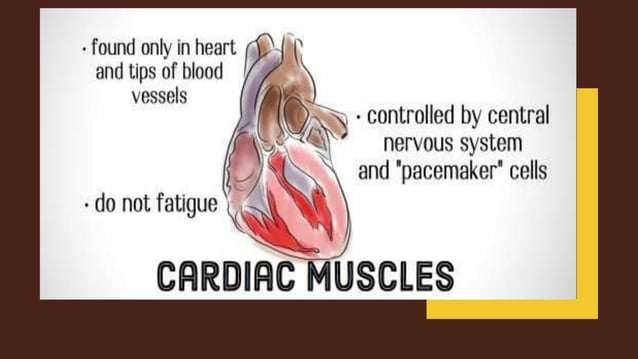 · found only in heart
and tips of blood
vessels
· controlled by central
nervous system
and "pacemaker" cells
· do not fatigue
CARDIAC MUSCLES